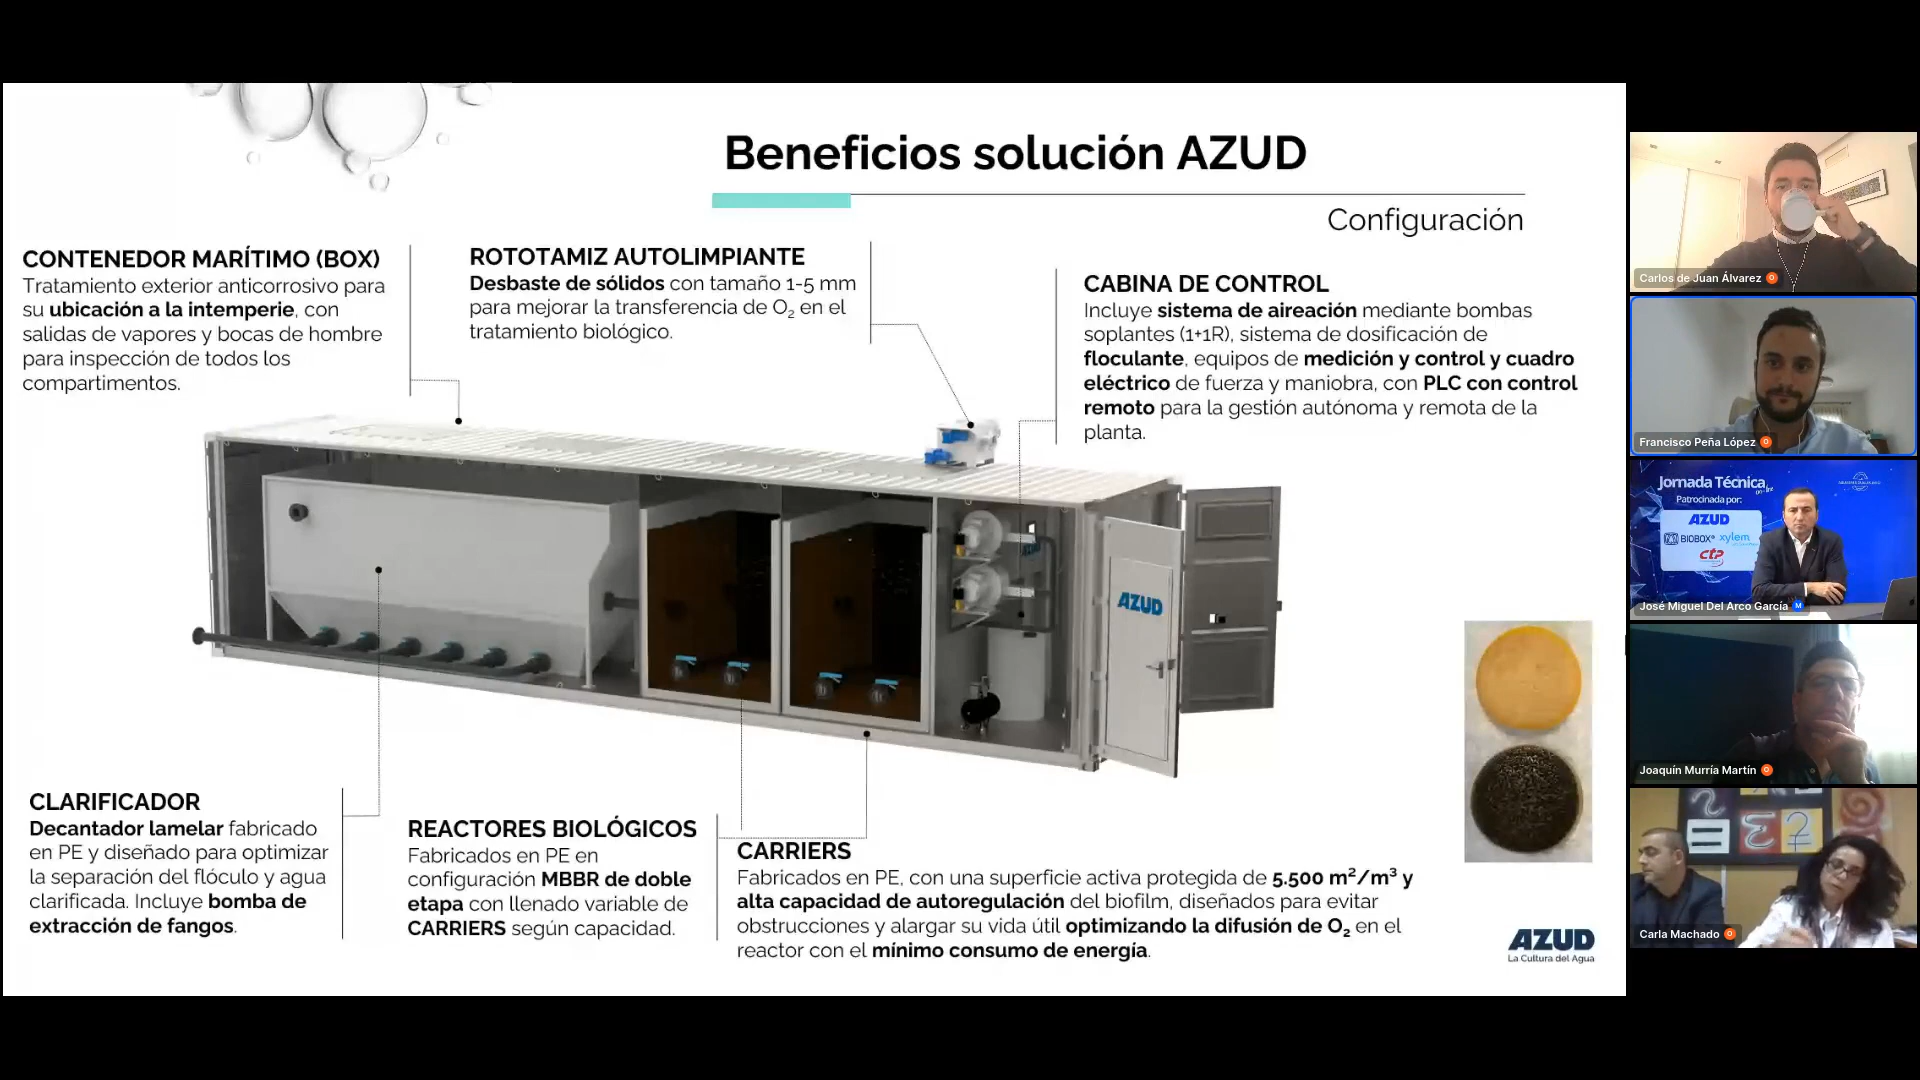 Beneficios solución AZUD
Configuración
CONTENEDOR MARÍTIMO (BOX)
Tratamiento exterior anticorrosivo para
su ubicación a la intemperie, con
salidas de vapores y bocas de hombre
para inspección de todos los
compartimentos.
ROTOTAMIZ AUTOLIMPIANTE
Desbaste de sólidos con tamaño 1-5 mm
para mejorar la transferencia de O₂ en el
tratamiento biológico.
CABINA DE CONTROL
Incluye sistema de aireación mediante bombas
soplantes (1+1R), sistema de dosificación de
floculante, equipos de medición y control y cuadro
eléctrico de fuerza y maniobra, con PLC con control
remoto para la gestión autónoma y remota de la
planta.
AZUD
AZUD
CLARIFICADOR
Decantador lamelar fabricado
en PE y diseñado para optimizar
la separación del flóculo y agua
clarificada. Incluye bomba de
extracción de fangos.
REACTORES BIOLÓGICOS
Fabricados en PE en
configuración MBBR de doble
etapa con llenado variable de
CARRIERS según capacidad.
CARRIERS
Fabricados en PE, con una superficie activa protegida de 5.500 m²/m³ y
alta capacidad de autoregulación del biofilm, diseñados para evitar
obstrucciones y alargar su vida útil optimizando la difusión de O₂ en el
reactor con el mínimo consumo de energía.
AZUD
La Cultura del Agua
Carlos de Juan Álvarez O
Francisco Peña López O
Jornada Técnica
on-line
Patrocinada por:
AZUD
BIOBOX® xylem
ctp
José Miguel Del Arco García M
Joaquín Murría Martín O
Carla Machado O